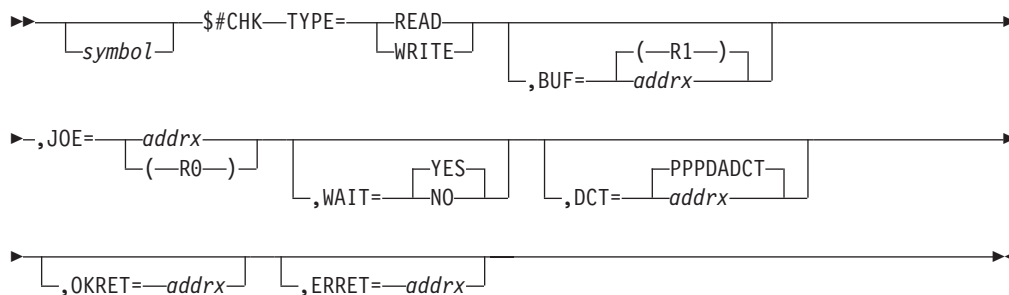 ►►─ symbol $#CHK TYPE= READ ─►
WRITE ,BUF= ( R1 )
addrx
►─ ,JOE= addrx ─►
( R0 ) ,WAIT= YES
NO ,DCT= PPPDADCT
addrx
►─ ,OKRET= addrx ,ERRET= addrx ─►◄